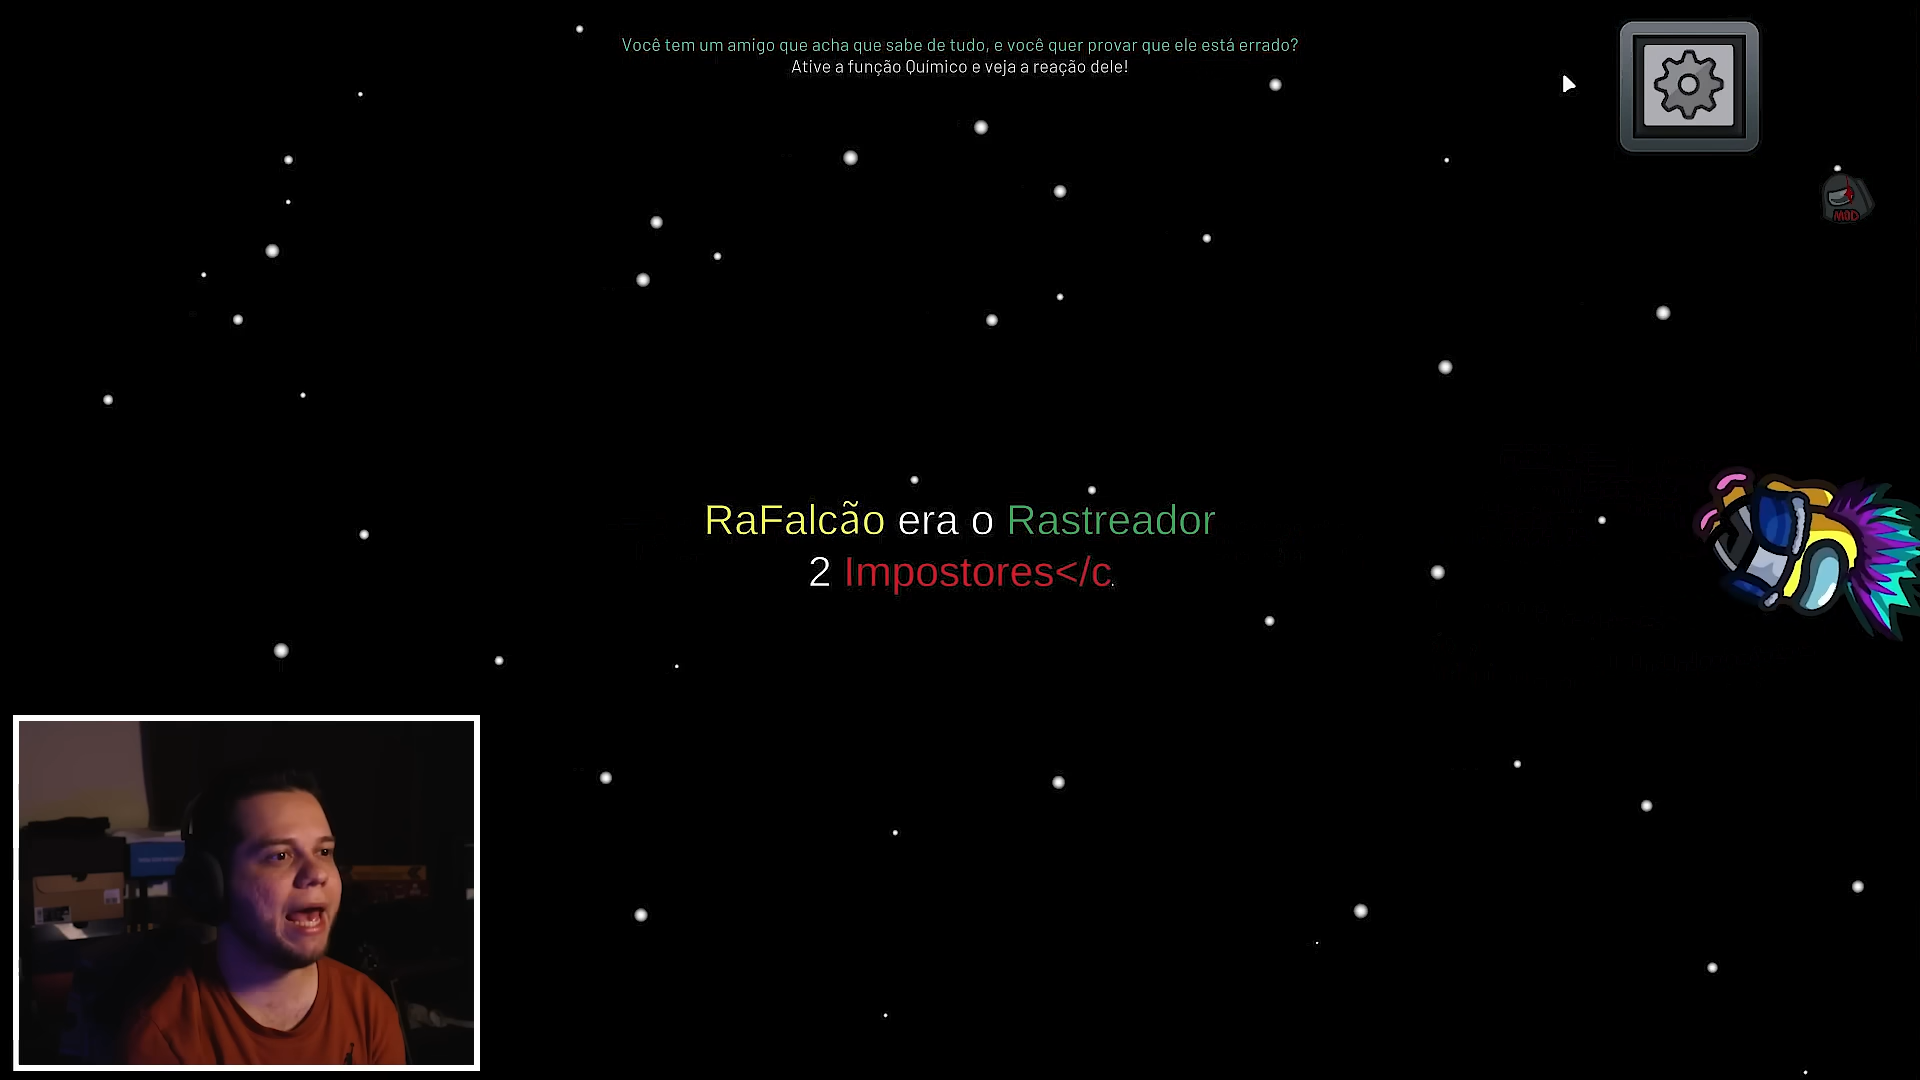 Você tem um amigo que acha que sabe de tudo, e você quer provar que ele está errado?
Ative a função Químico e veja a reação dele!
MOD
RaFalcão era o Rastreador
2 Impostores</c.